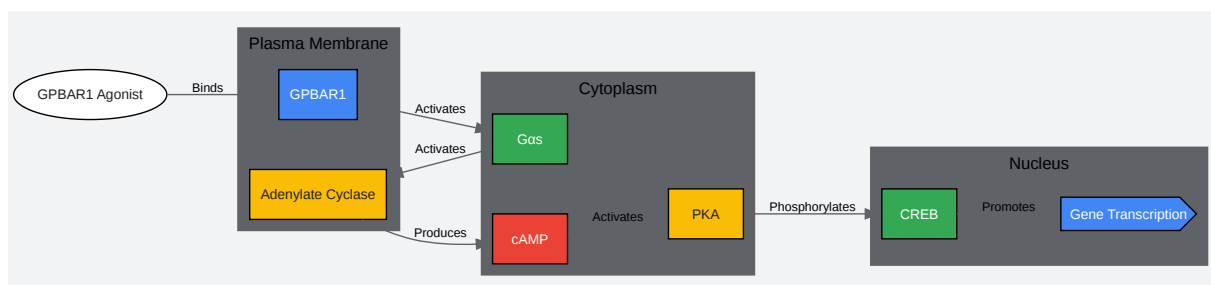 Plasma Membrane
GPBAR1 Agonist
Binds
GPBAR1
Activates
Activates
Adenylate Cyclase
Produces
Cytoplasm
Gαs
cAMP
Activates
PKA
Phosphorylates
Nucleus
CREB
Promotes
Gene Transcription